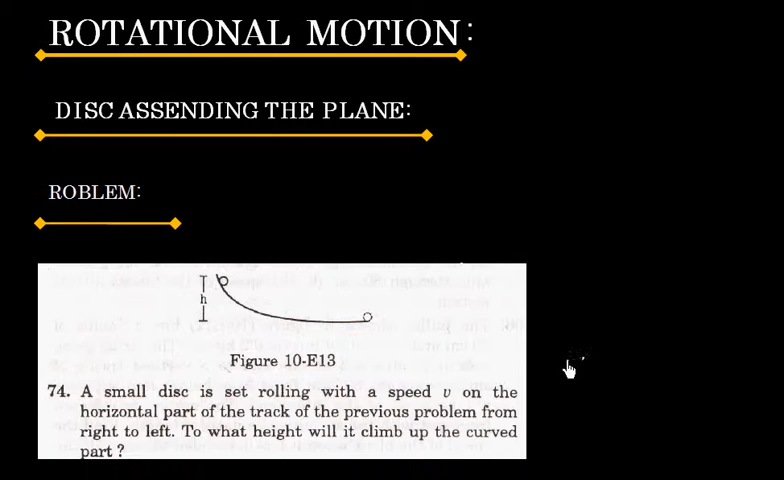 ROTATIONAL MOTION:
DISC ASSENDING THE PLANE:
ROBLEM:
h
Figure 10-E13
74. A small disc is set rolling with a speed v on the
horizontal part of the track of the previous problem from
right to left. To what height will it climb up the curved
part ?